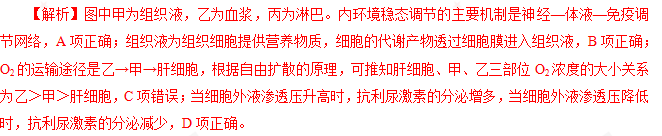 【解析】图中甲为组织液，乙为血浆，丙为淋巴。内环境稳态调节的主要机制是神经—体液—免疫调
节网络，A 项正确；组织液为组织细胞提供营养物质，细胞的代谢产物透过细胞膜进入组织液，B 项正确；
O₂的运输途径是乙→甲→肝细胞，根据自由扩散的原理，可推知肝细胞、甲、乙三部位 O₂浓度的大小关系
为乙＞甲＞肝细胞，C 项错误；当细胞外液渗透压升高时，抗利尿激素的分泌增多，当细胞外液渗透压降低
时，抗利尿激素的分泌减少，D 项正确。